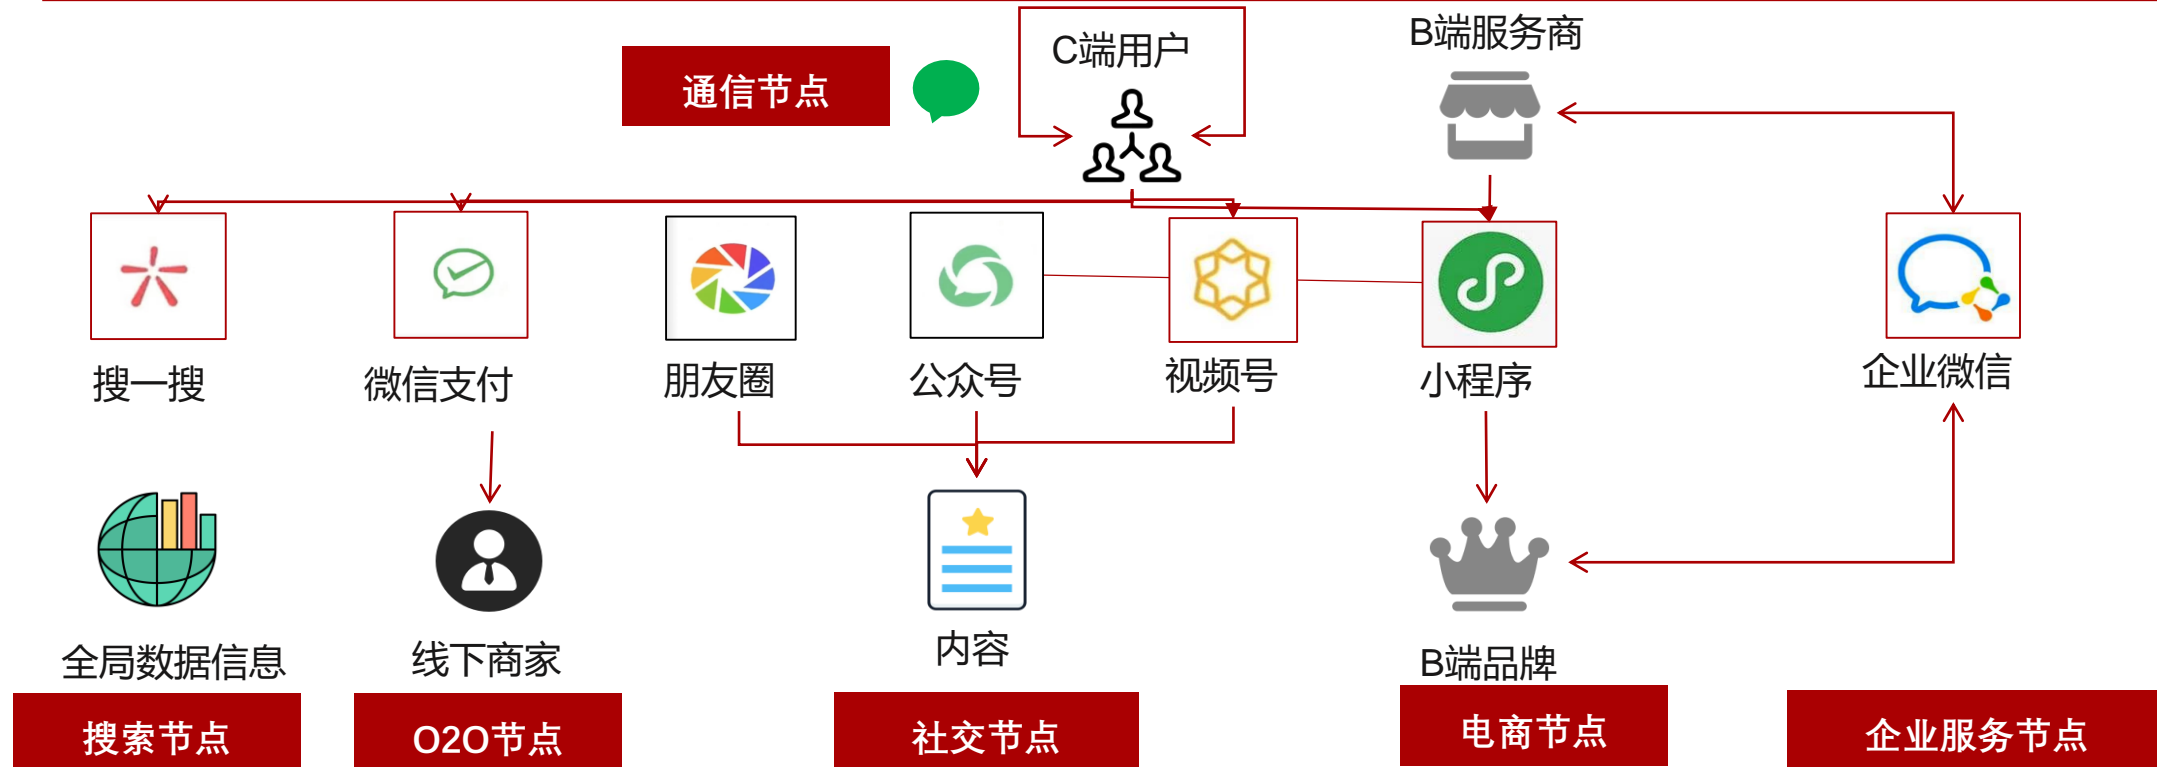 B端服务商
C端用户
通信节点
搜一搜
微信支付
朋友圈
公众号
视频号
小程序
企业微信
全局数据信息
线下商家
内容
B端品牌
搜索节点
O2O节点
社交节点
电商节点
企业服务节点